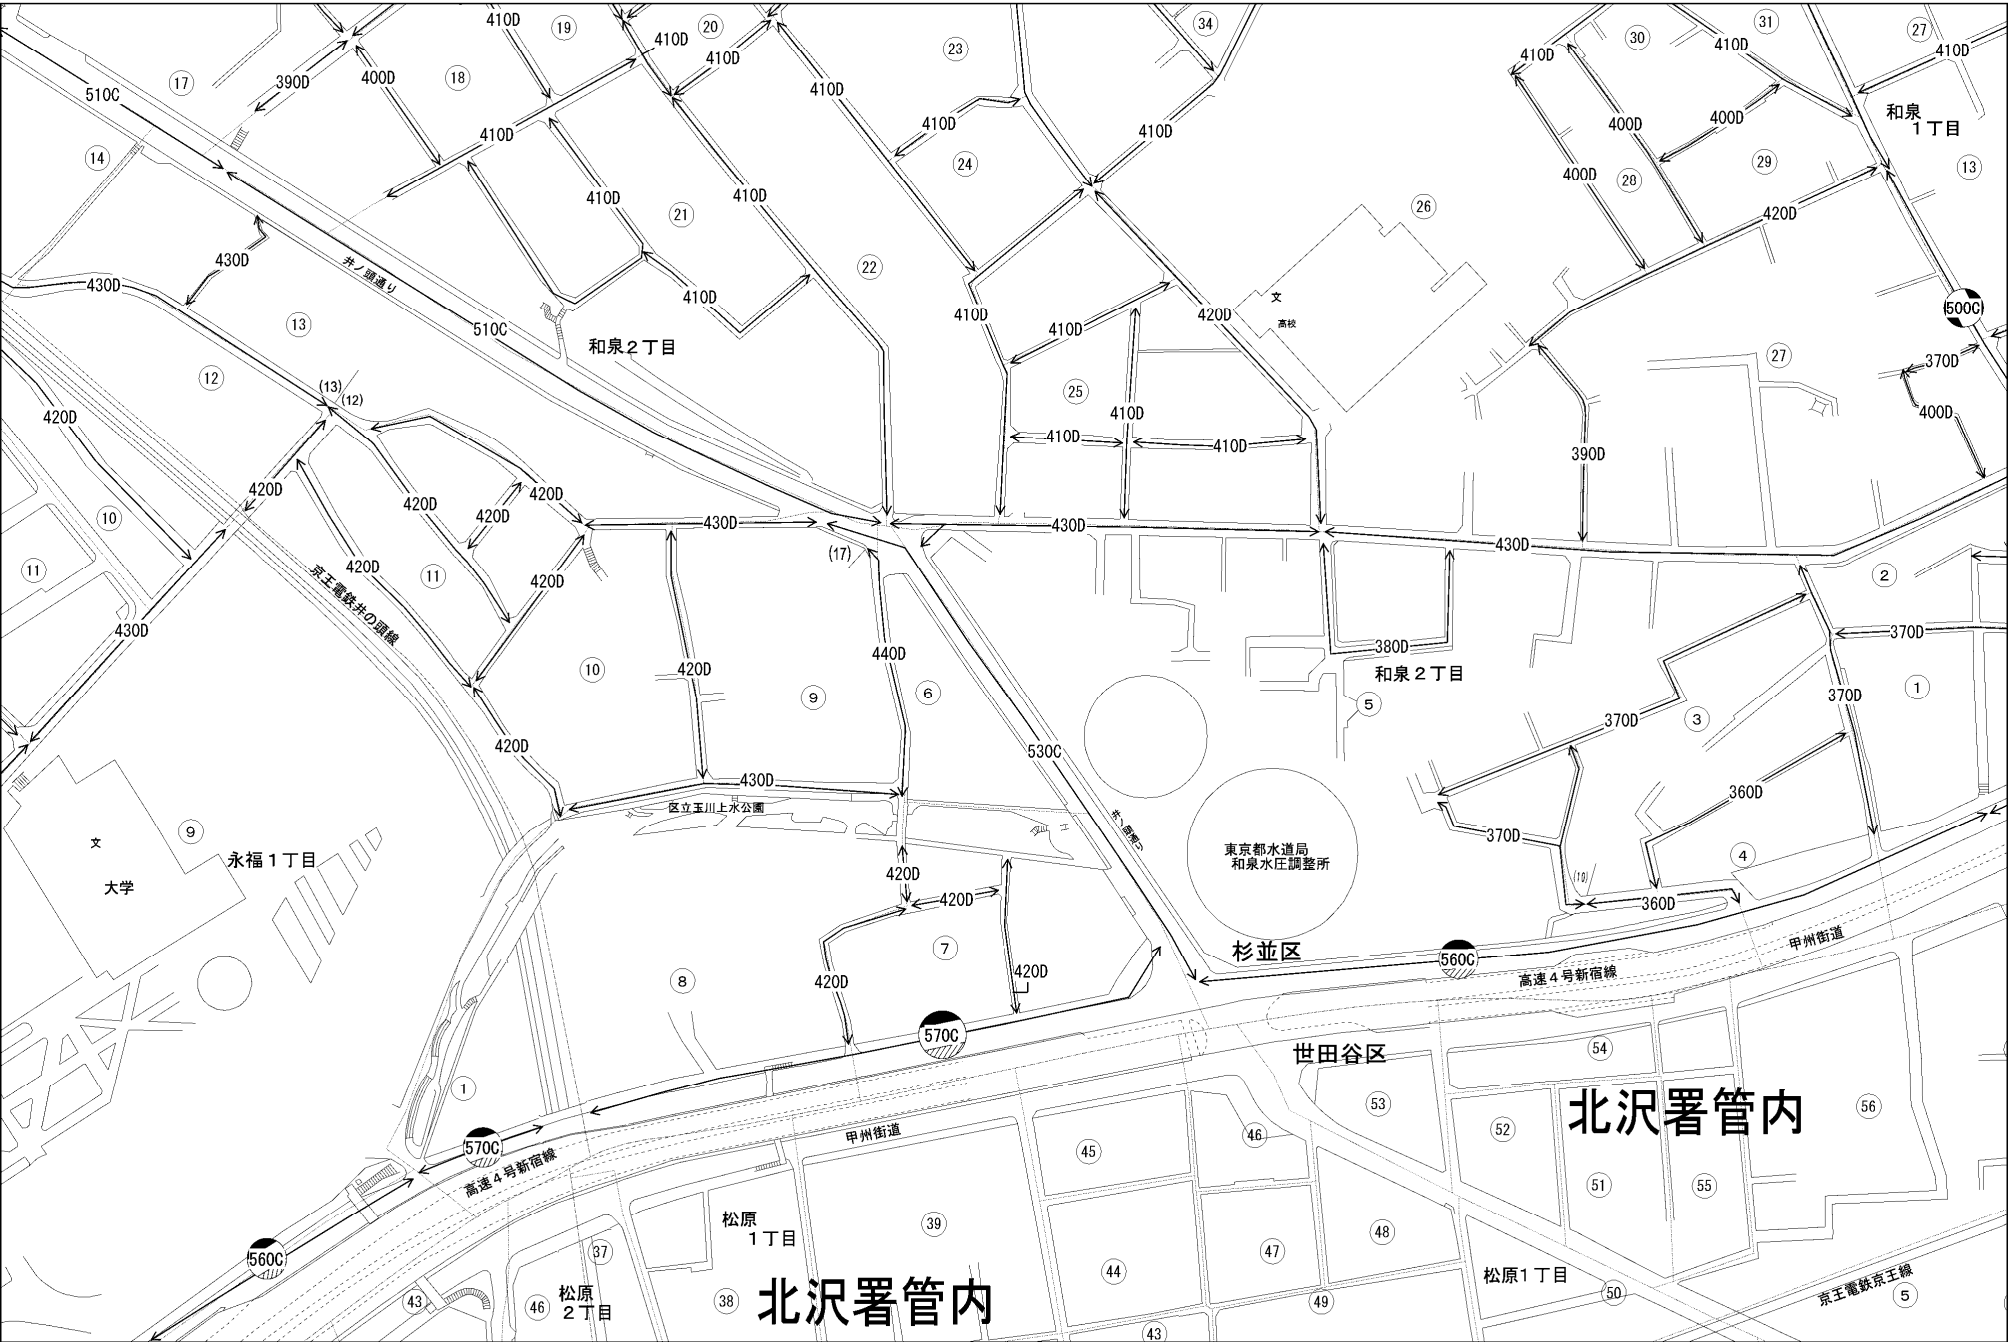 410D
19
20
410D
410D
23
34
30
31
27
410D
410D
410D
17
510C
390D
400D
18
410D
410D
410D
410D
24
410D
400D
400D
和泉
１丁目
14
410D
21
410D
400D
28
29
13
420D
26
430D
井ノ頭通り
22
430D
13
510C
410D
410D
410D
420D
文
高校
500C
和泉２丁目
27
370D
12
(13)
(12)
25
420D
410D
400D
410D
410D
390D
420D
420D
420D
420D
10
430D
430D
430D
(17)
11
京王電鉄井の頭線
420D
11
420D
2
430D
440D
380D
370D
和泉２丁目
10
420D
9
6
5
370D
1
370D
3
420D
530C
430D
区立玉川上水公園
360D
370D
9
文
永福１丁目
大学
井ノ頭通り
東京都水道局
和泉水圧調整所
4
(10)
420D
420D
360D
7
杉並区
560C
甲州街道
8
420D
420D
高速４号新宿線
570C
世田谷区
54
1
53
北沢署管内
56
52
570C
甲州街道
46
45
高速４号新宿線
51
55
松原
１丁目
39
48
560C
37
47
44
松原１丁目
松原
２丁目
43
46
38
北沢署管内
49
50
京王電鉄京王線
5
43